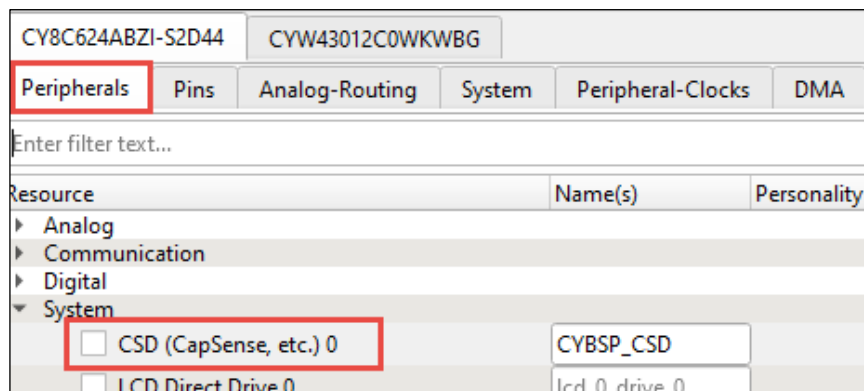 CY8C624ABZI-S2D44 CYW43012C0WKWBG
Peripherals Pins Analog-Routing System Peripheral-Clocks DMA
Enter filter text...
Resource Name(s) Personality
Analog
Communication
Digital
System
CSD (CapSense, etc.) 0 CYBSP_CSD
LCD Direct Drive 0 lcd_0_drive_0